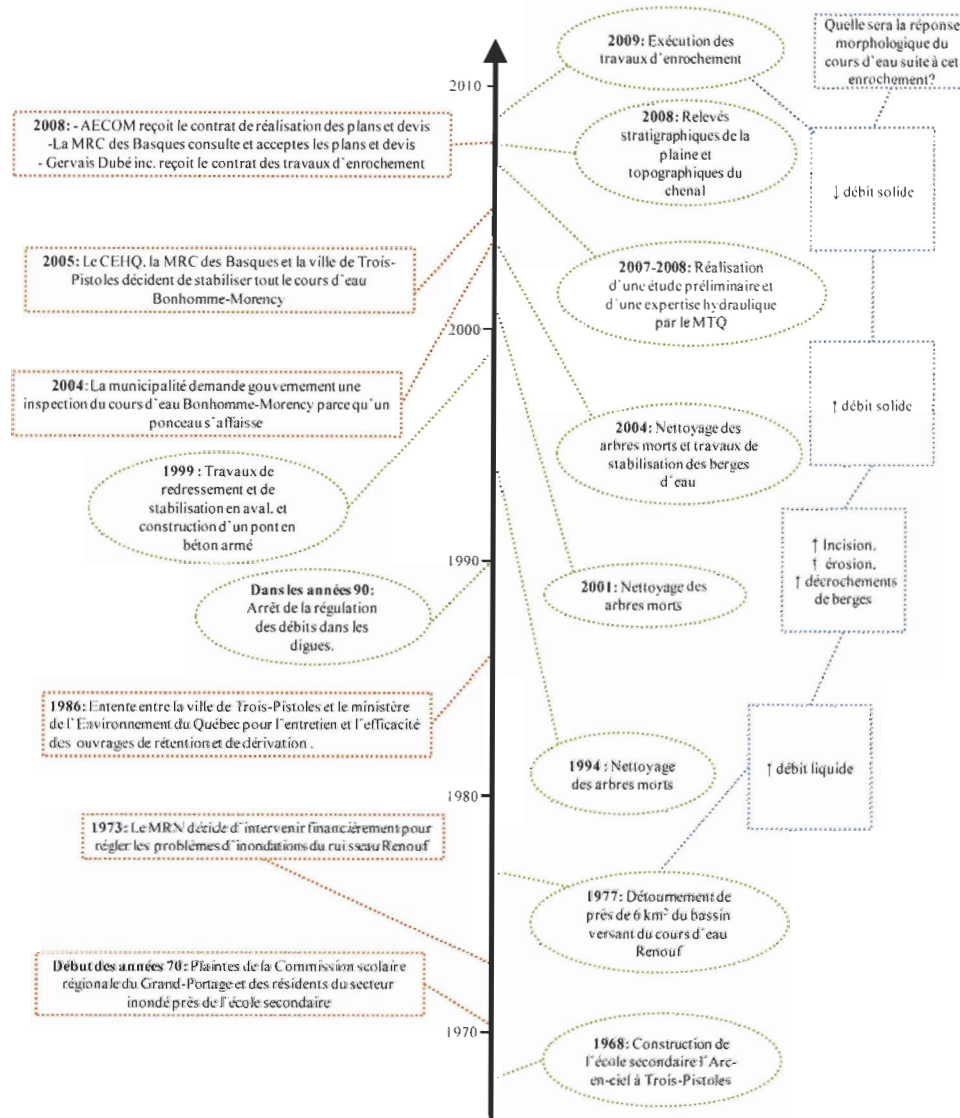 2009: Exécution des
travaux d'enrochement
Quelle sera la réponse
morphologique du
cours d'eau suite à cet
enrochement?
2010
2008: - AECOM reçoit le contrat de réalisation des plans et devis
-La MRC des Basques consulte et acceptes les plans et devis
- Gervais Dubé inc. reçoit le contrat des travaux d'enrochement
2008: Relevés
stratigraphiques de la
plaine et
topographiques du
chenal
↓ débit solide
2005: Le CEHQ, la MRC des Basques et la ville de Trois-
Pistoles décident de stabiliser tout le cours d'eau
Bonhomme-Morency
2007-2008: Réalisation
d'une étude préliminaire et
d'une expertise hydraulique
par le MTQ
2000
2004: La municipalité demande gouvernement une
inspection du cours d'eau Bonhomme-Morency parce qu'un
ponceau s'affaisse
↑ débit solide
2004: Nettoyage des
arbres morts et travaux de
stabilisation des berges
d'eau
1999 : Travaux de
redressement et de
stabilisation en aval, et
construction d'un pont en
béton armé
↑ Incision,
↑ érosion,
↑ décrochements
de berges
1990
Dans les années 90:
Arrêt de la régulation
des débits dans les
digues.
2001: Nettoyage des
arbres morts
1986: Entente entre la ville de Trois-Pistoles et le ministère
de l'Environnement du Québec pour l'entretien et l'efficacité
des ouvrages de rétention et de dérivation .
1994 : Nettoyage
des arbres morts
↑ débit liquide
1980
1973: Le MRN décide d'intervenir financièrement pour
régler les problèmes d'inondations du ruisseau Renouf
1977: Détournement de
près de 6 km² du bassin
versant du cours d'eau
Renouf
Début des années 70: Plaintes de la Commission scolaire
régionale du Grand-Portage et des résidents du secteur
inondé près de l'école secondaire
1970
1968: Construction de
l'école secondaire l'Arc-
en-ciel à Trois-Pistoles